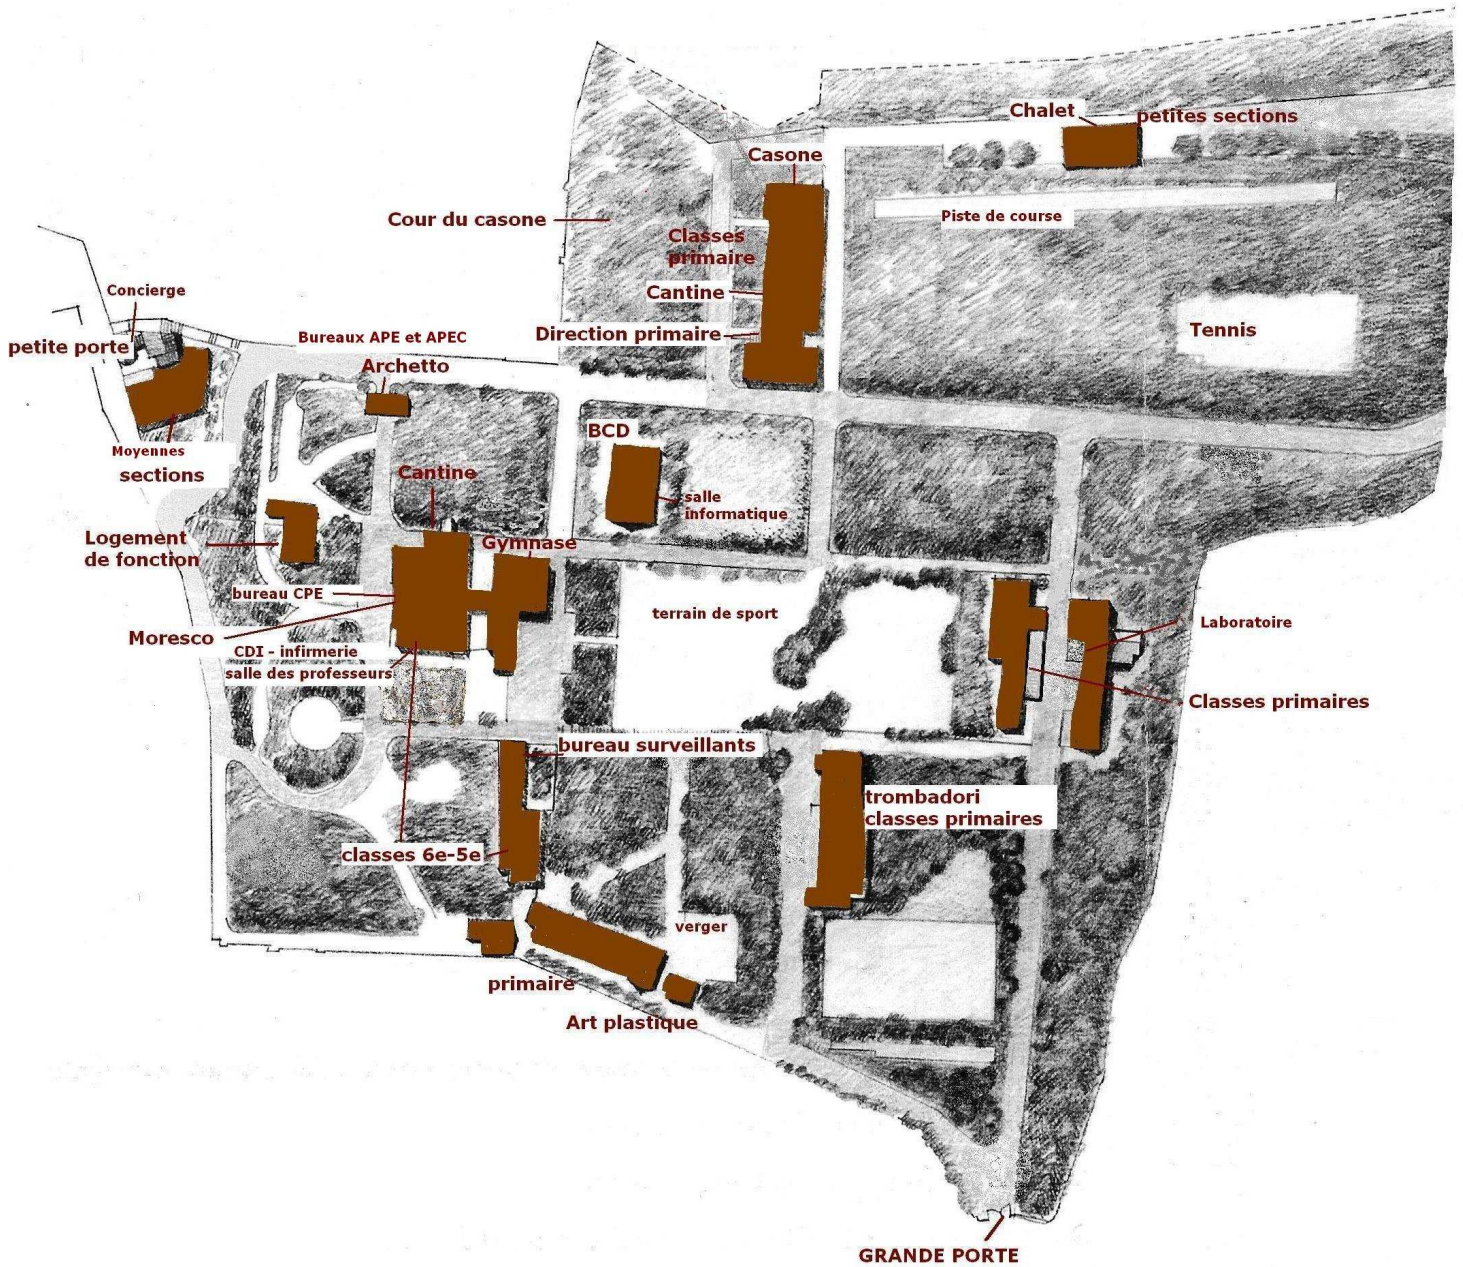 Chalet
petites sections
Casone
Piste de course
Cour du casone
Classes
primaire
Concierge
Cantine
petite porte
Bureaux APE et APEC
Direction primaire
Tennis
Archetto
BCD
Moyennes
sections
Cantine
salle
informatique
Logement
de fonction
Gymnase
bureau CPE
terrain de sport
Laboratoire
Moresco
CDI - infirmerie
salle des professeurs
Classes primaires
bureau surveillants
trombadori
classes primaires
classes 6e-5e
verger
primaire
Art plastique
GRANDE PORTE